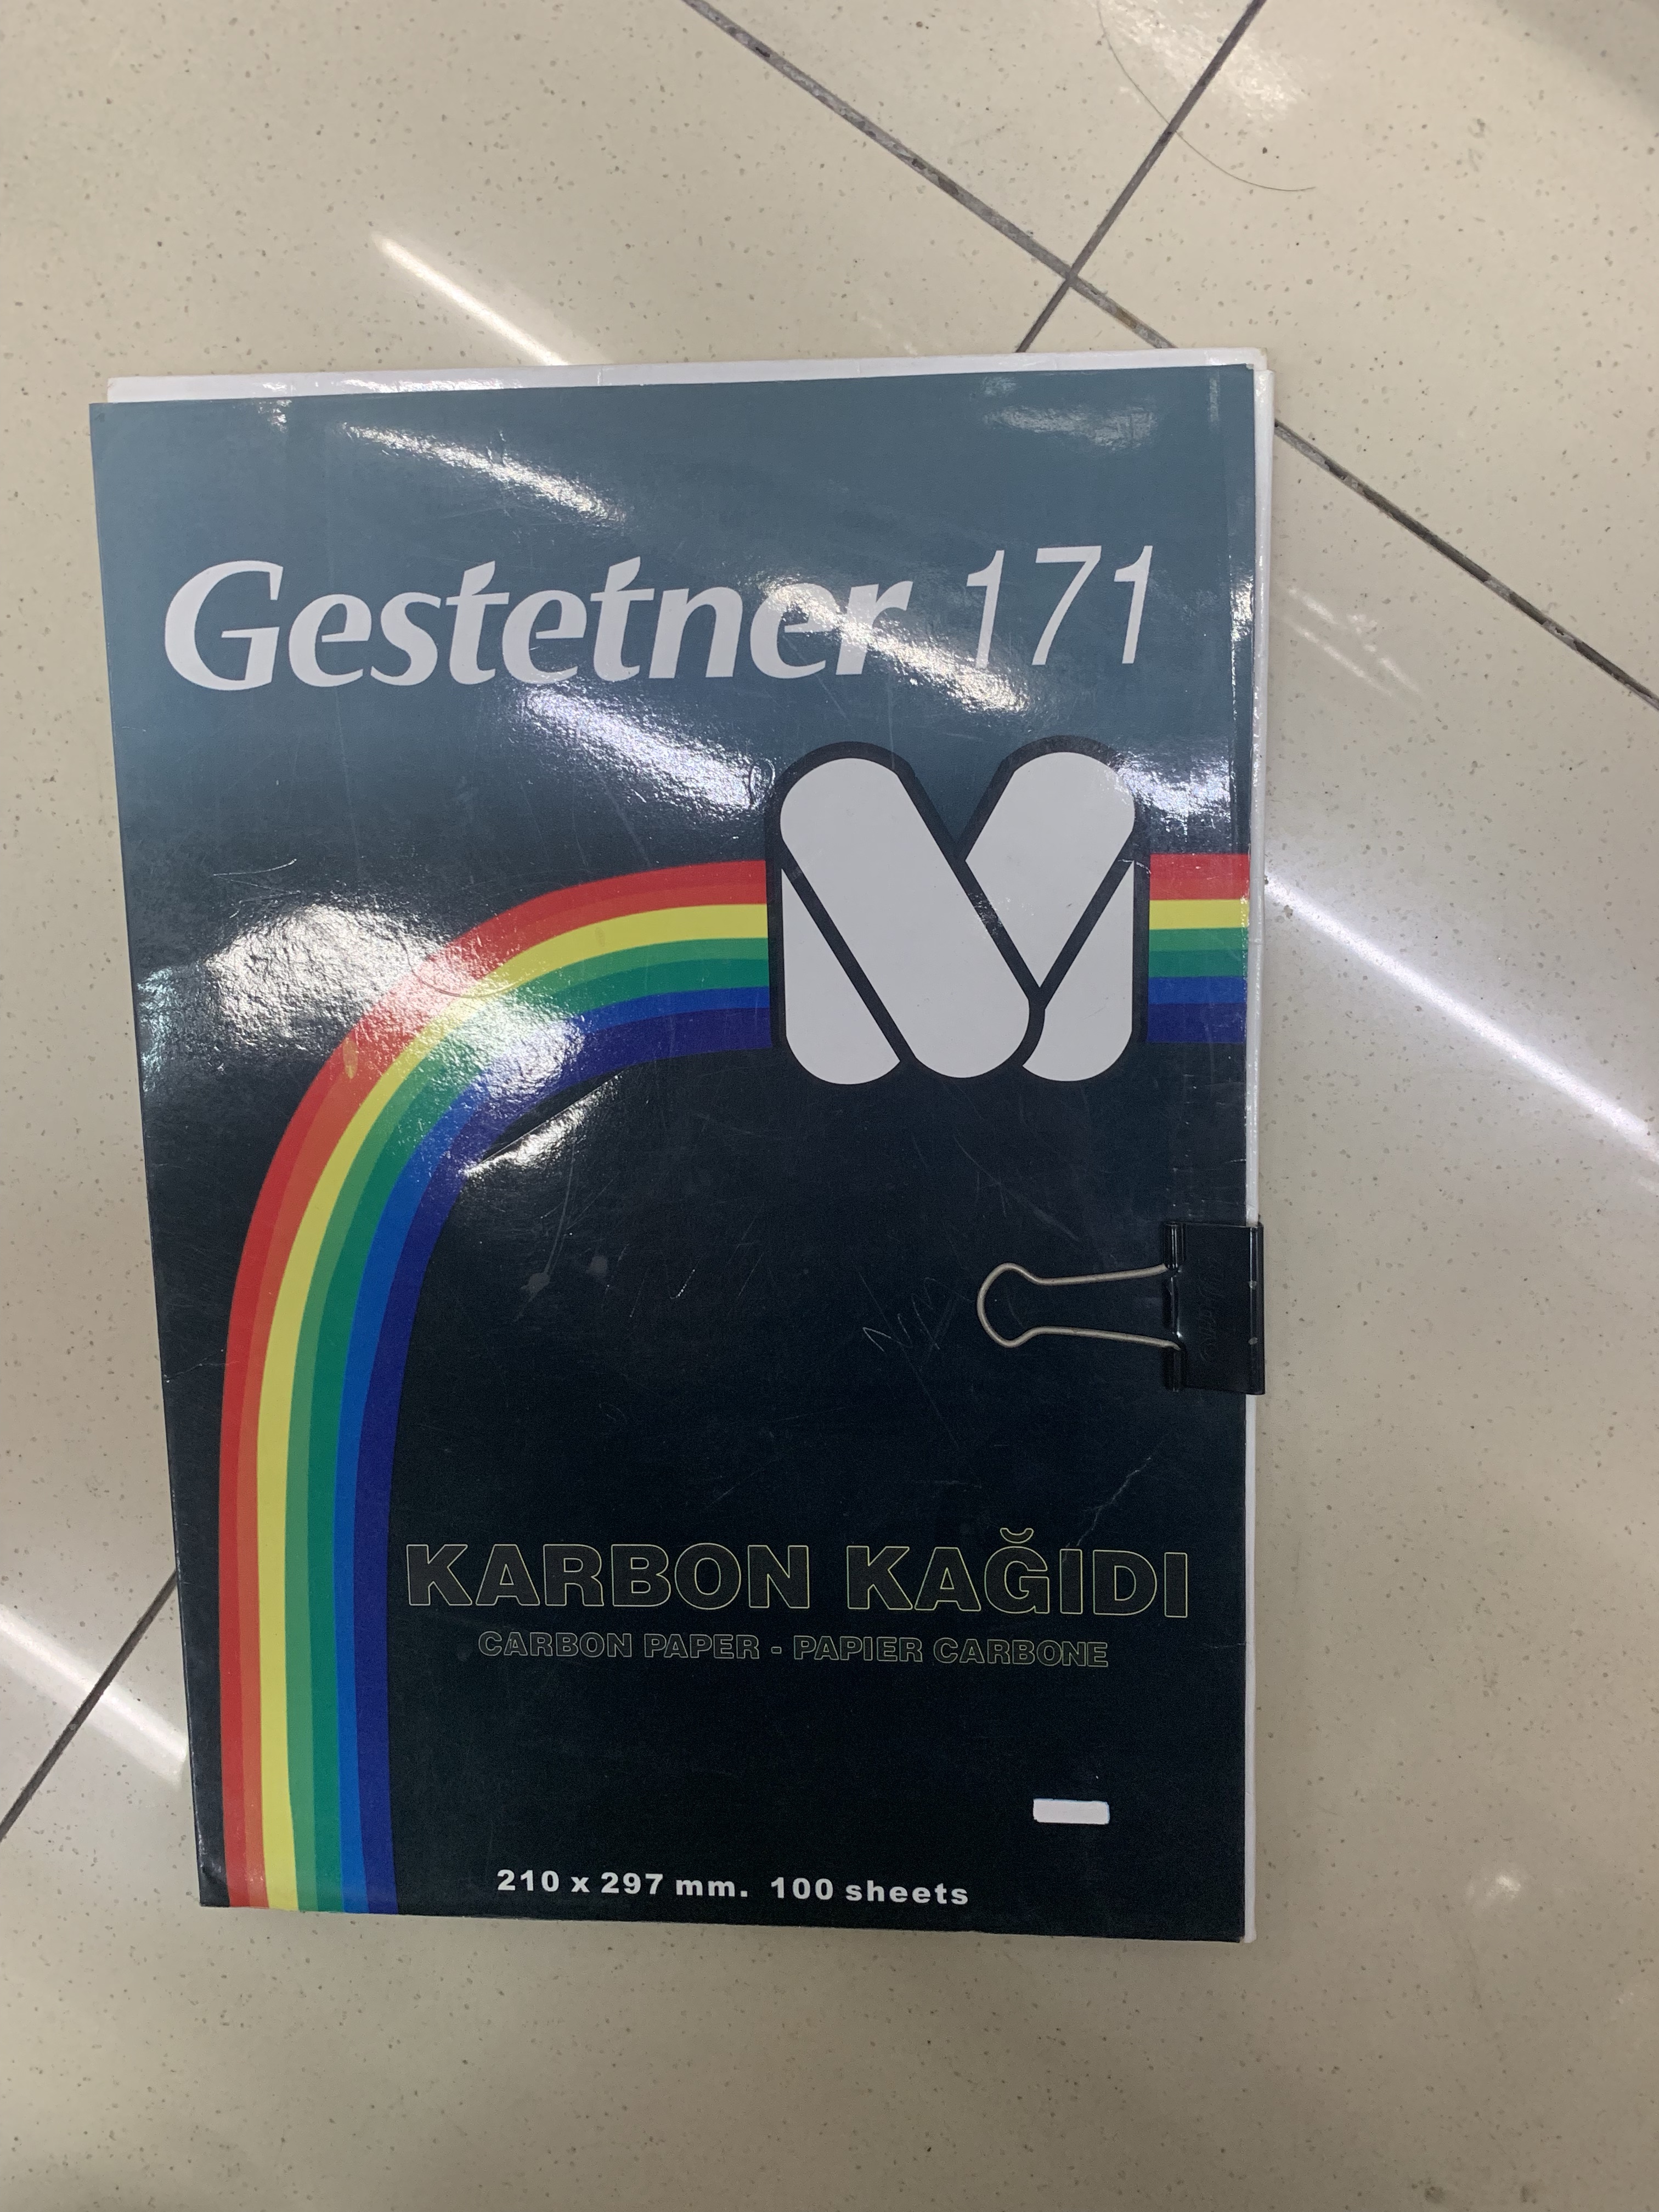 Gestetner 171
KARBON KAĞIDI
CARBON PAPER - PAPIER CARBONE
210 x 297 mm. 100 sheets